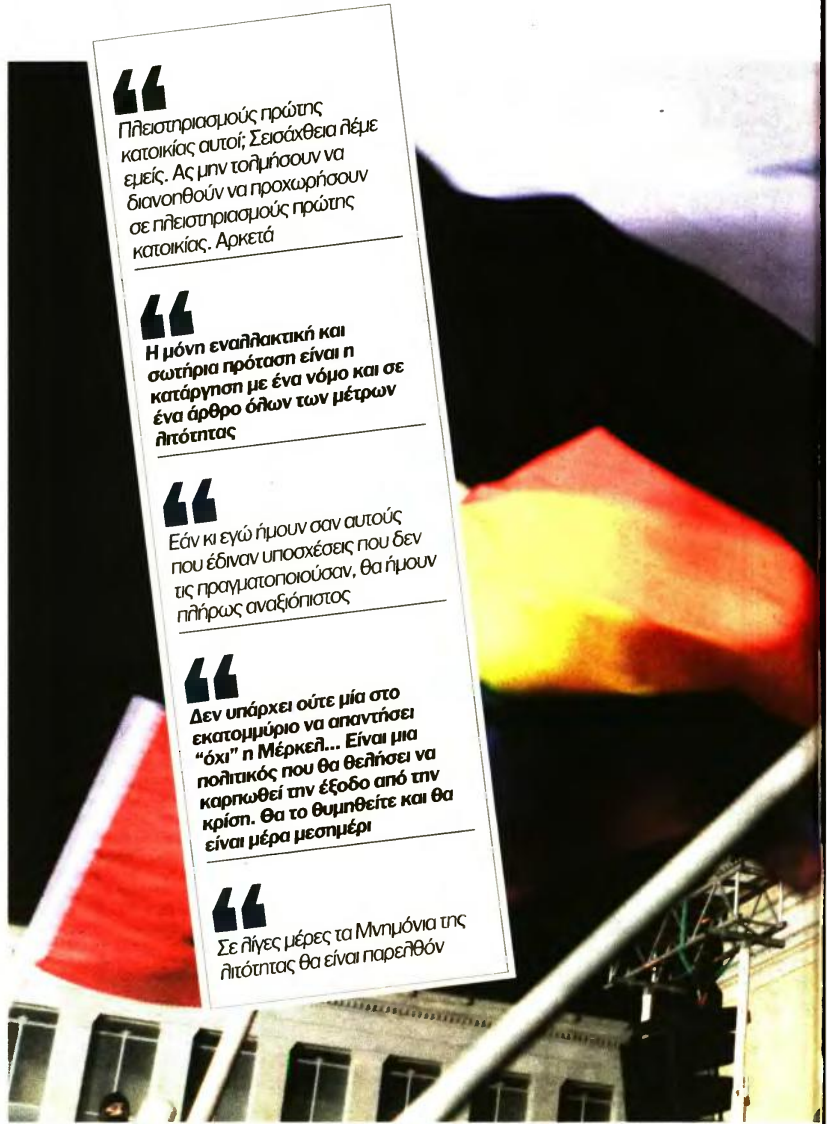 “
Πλειστηριασμούς πρώτης
κατοικίας αυτοί; Σεισάχθεια λέμε
εμείς. Ας μην τολμήσουν να
διανοηθούν να προχωρήσουν
σε πλειστηριασμούς πρώτης
κατοικίας. Αρκετά
“
Η μόνη εναλλακτική και
σωτήρια πρόταση είναι η
κατάργηση με ένα νόμο και σε
ένα άρθρο όλων των μέτρων
λιτότητας
“
Εάν κι εγώ ήμουν σαν αυτούς
που έδιναν υποσχέσεις που δεν
τις πραγματοποιούσαν, θα ήμουν
πλήρως αναξιόπιστος
“
Δεν υπάρχει ούτε μία στο
εκατομμύριο να απαντήσει
“όχι” η Μέρκελ... Είναι μια
πολιτικός που θα θελήσει να
καρπωθεί την έξοδο από την
κρίση. Θα το θυμηθείτε και θα
είναι μέρα μεσημέρι
“
Σε λίγες μέρες τα Μνημόνια της
λιτότητας θα είναι παρελθόν